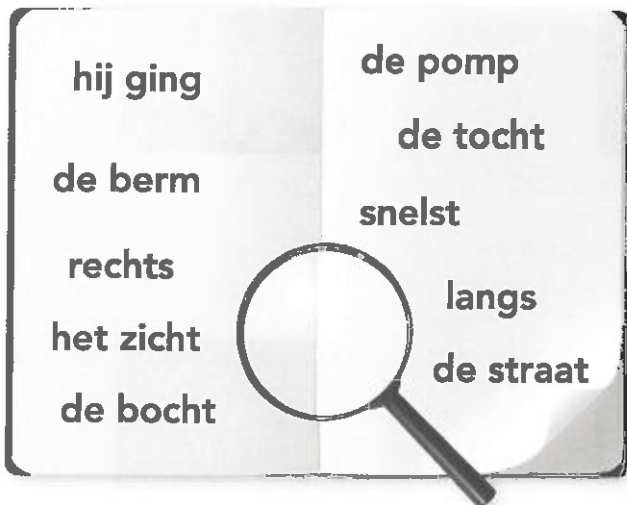 hij ging
de berm
rechts
het zicht
de bocht
de pomp
de tocht
snelst
langs
de straat